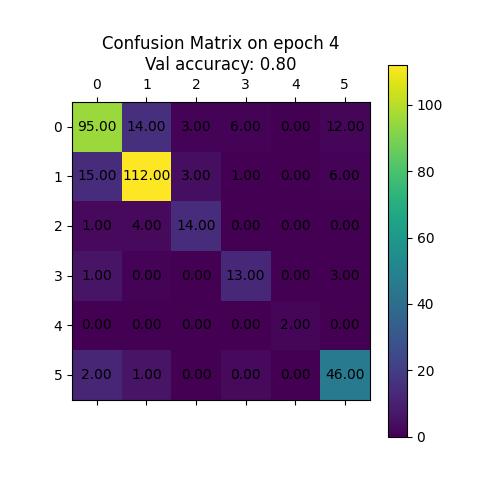 Confusion Matrix on epoch 4
Val accuracy: 0.80
0 1 2 3 4 5
0 95.00 14.00 3.00 6.00 0.00 12.00
1 15.00 112.00 3.00 1.00 0.00 6.00
2 1.00 4.00 14.00 0.00 0.00 0.00
3 1.00 0.00 0.00 13.00 0.00 3.00
4 0.00 0.00 0.00 0.00 2.00 0.00
5 2.00 1.00 0.00 0.00 0.00 46.00
100
80
60
40
20
0